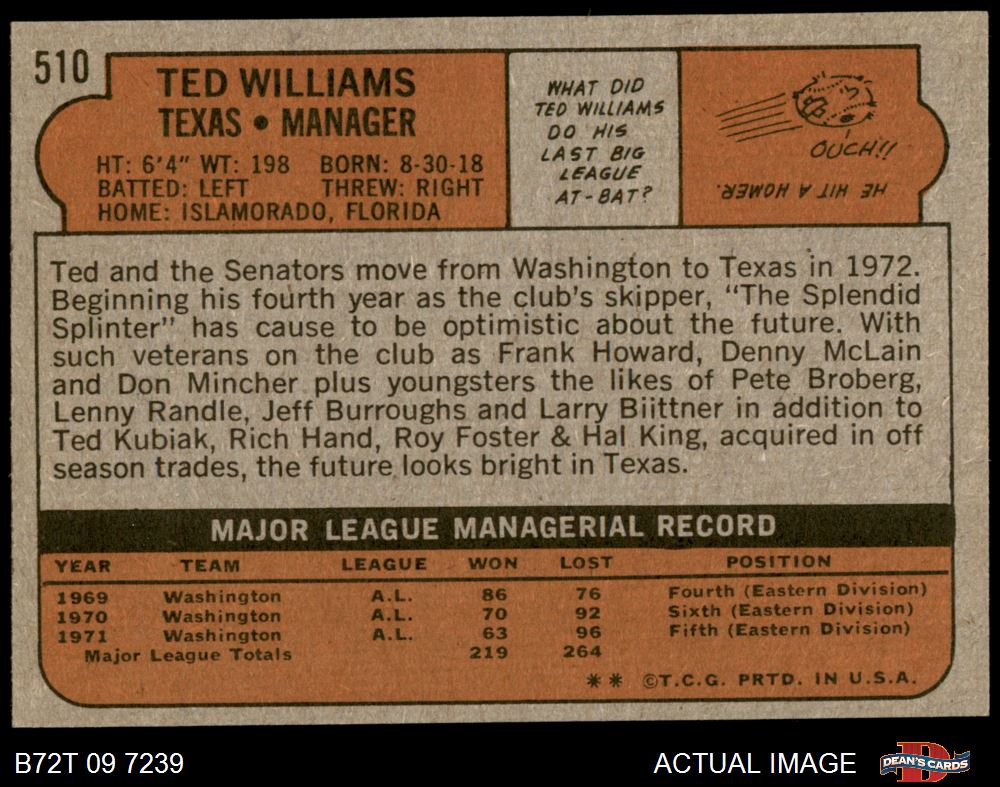 510
TED WILLIAMS
TEXAS • MANAGER
HT: 6'4" WT: 198 BORN: 8-30-18
BATTED: LEFT THREW: RIGHT
HOME: ISLAMORADO, FLORIDA
WHAT DID
TED WILLIAMS
DO HIS
LAST BIG
LEAGUE
AT-BAT?
OUCH!!
HE HIT A HOMER.
Ted and the Senators move from Washington to Texas in 1972.
Beginning his fourth year as the club's skipper, "The Splendid
Splinter" has cause to be optimistic about the future. With
such veterans on the club as Frank Howard, Denny McLain
and Don Mincher plus youngsters the likes of Pete Broberg,
Lenny Randle, Jeff Burroughs and Larry Biittner in addition to
Ted Kubiak, Rich Hand, Roy Foster & Hal King, acquired in off
season trades, the future looks bright in Texas.
MAJOR LEAGUE MANAGERIAL RECORD
YEAR TEAM LEAGUE WON LOST POSITION
1969 Washington A.L. 86 76 Fourth (Eastern Division)
1970 Washington A.L. 70 92 Sixth (Eastern Division)
1971 Washington A.L. 63 96 Fifth (Eastern Division)
Major League Totals 219 264
** ©T.C.G. PRTD. IN U.S.A.
B72T 09 7239 ACTUAL IMAGE
DEAN'S CARDS